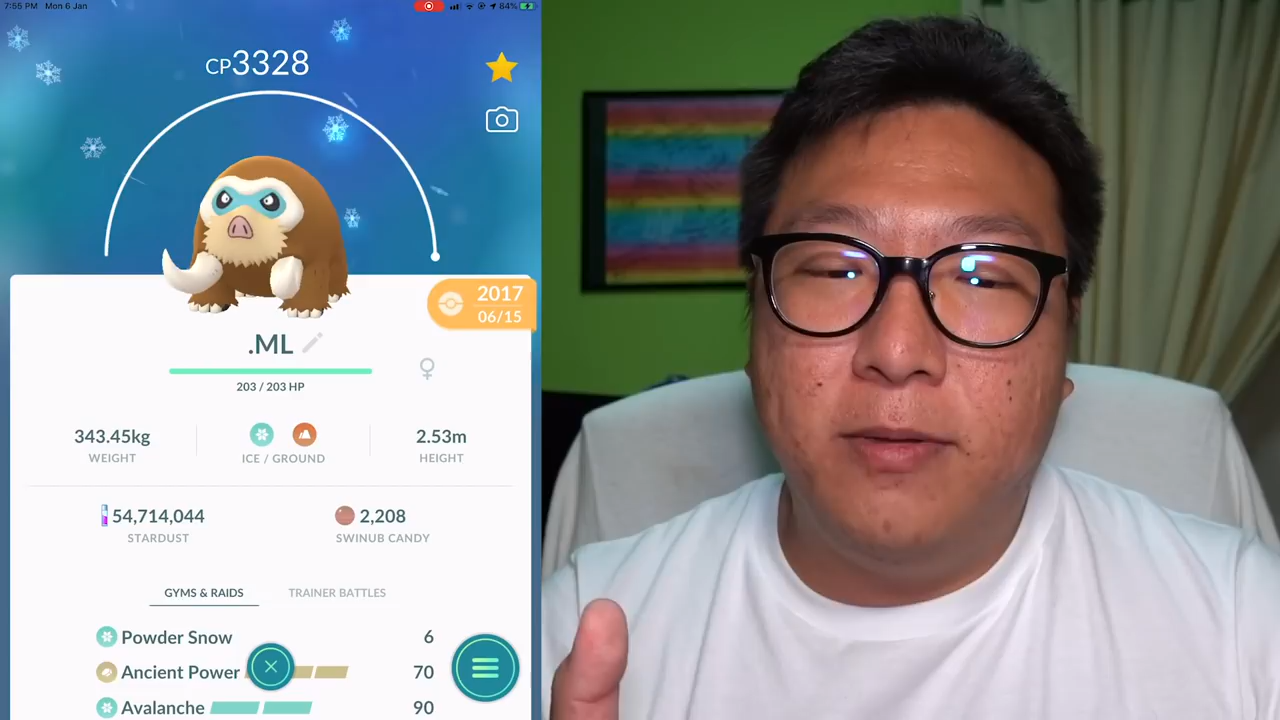 7:55 PM Mon 6 Jan
84%
CP3328
2017
06/15
.ML
203 / 203 HP
343.45kg
WEIGHT
ICE / GROUND
2.53m
HEIGHT
54,714,044
STARDUST
2,208
SWINUB CANDY
GYMS & RAIDS
TRAINER BATTLES
Powder Snow 6
Ancient Power 70
Avalanche 90